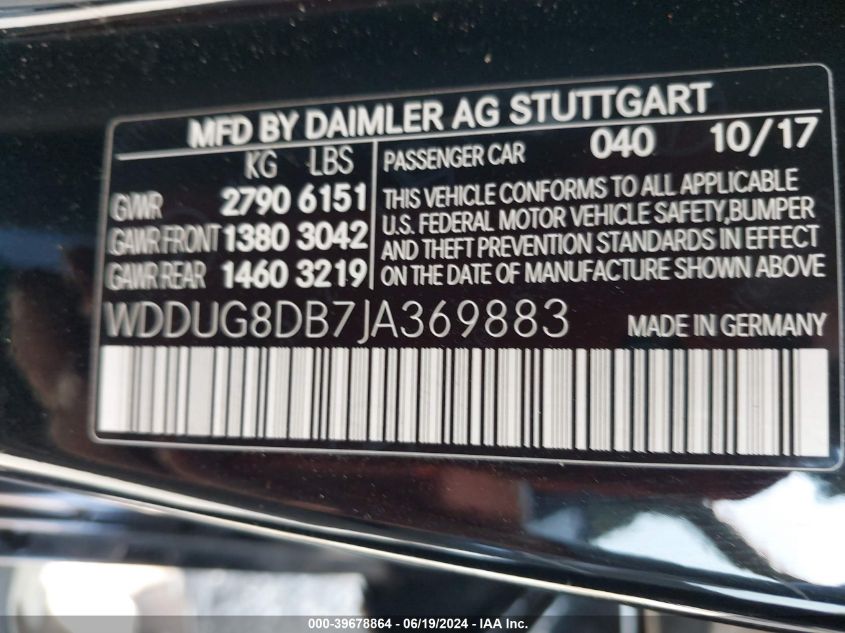 MFD BY DAIMLER AG STUTTGART
KG LBS
GVWR 2790 6151
GAWR FRONT 1380 3042
GAWR REAR 1460 3219
PASSENGER CAR 040 10/17
THIS VEHICLE CONFORMS TO ALL APPLICABLE
U.S. FEDERAL MOTOR VEHICLE SAFETY,BUMPER
AND THEFT PREVENTION STANDARDS IN EFFECT
ON THE DATE OF MANUFACTURE SHOWN ABOVE
WDDUG8DB7JA369883 MADE IN GERMANY
000-39678864 - 06/19/2024 - IAA Inc.